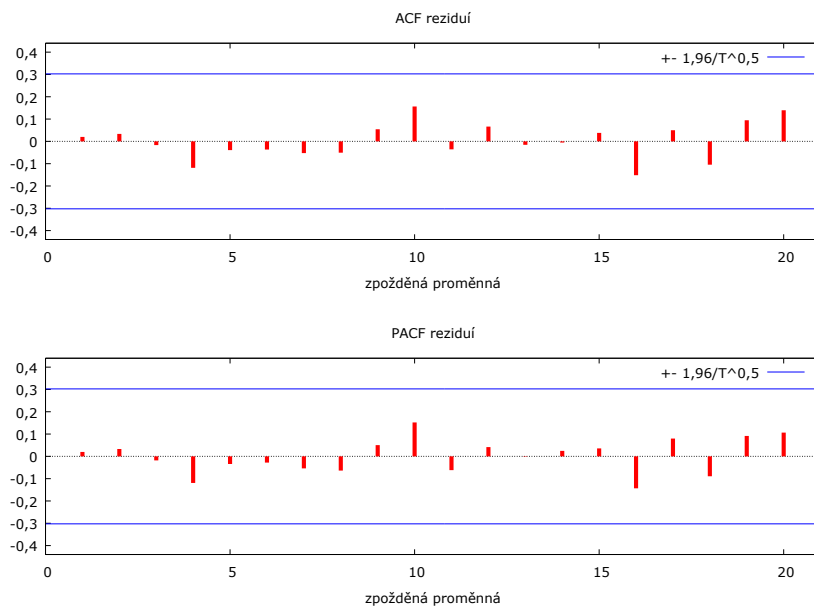 ACF reziduí
+- 1,96/T^0,5
0,4
0,3
0,2
0,1
0
-0,1
-0,2
-0,3
-0,4
0 5 10 15 20
zpožděná proměnná
PACF reziduí
+- 1,96/T^0,5
0,4
0,3
0,2
0,1
0
-0,1
-0,2
-0,3
-0,4
0 5 10 15 20
zpožděná proměnná